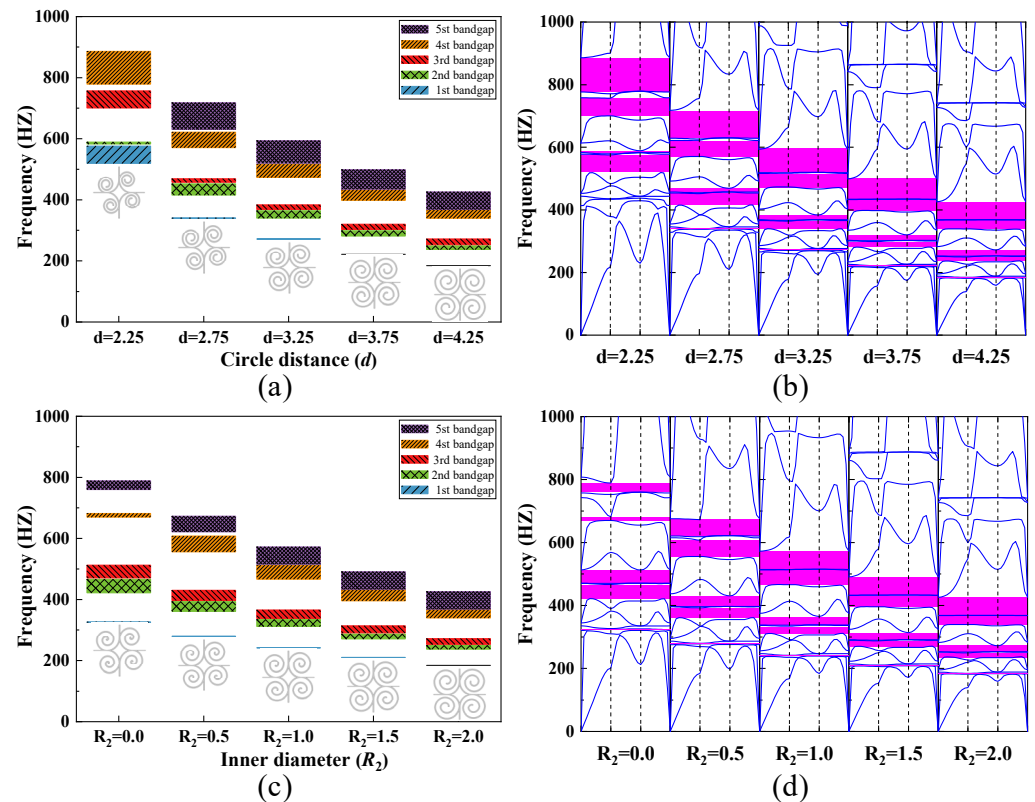 1000
800
600
400
200
0
Frequency (HZ)
5st bandgap
4st bandgap
3rd bandgap
2nd bandgap
1st bandgap
d=2.25 d=2.75 d=3.25 d=3.75 d=4.25
Circle distance (d)
(a)
1000
800
600
400
200
0
Frequency (HZ)
d=2.25 d=2.75 d=3.25 d=3.75 d=4.25
(b)
1000
800
600
400
200
0
Frequency (HZ)
5st bandgap
4st bandgap
3rd bandgap
2nd bandgap
1st bandgap
R₂=0.0 R₂=0.5 R₂=1.0 R₂=1.5 R₂=2.0
Inner diameter (R₂)
(c)
1000
800
600
400
200
0
Frequency (HZ)
R₂=0.0 R₂=0.5 R₂=1.0 R₂=1.5 R₂=2.0
(d)